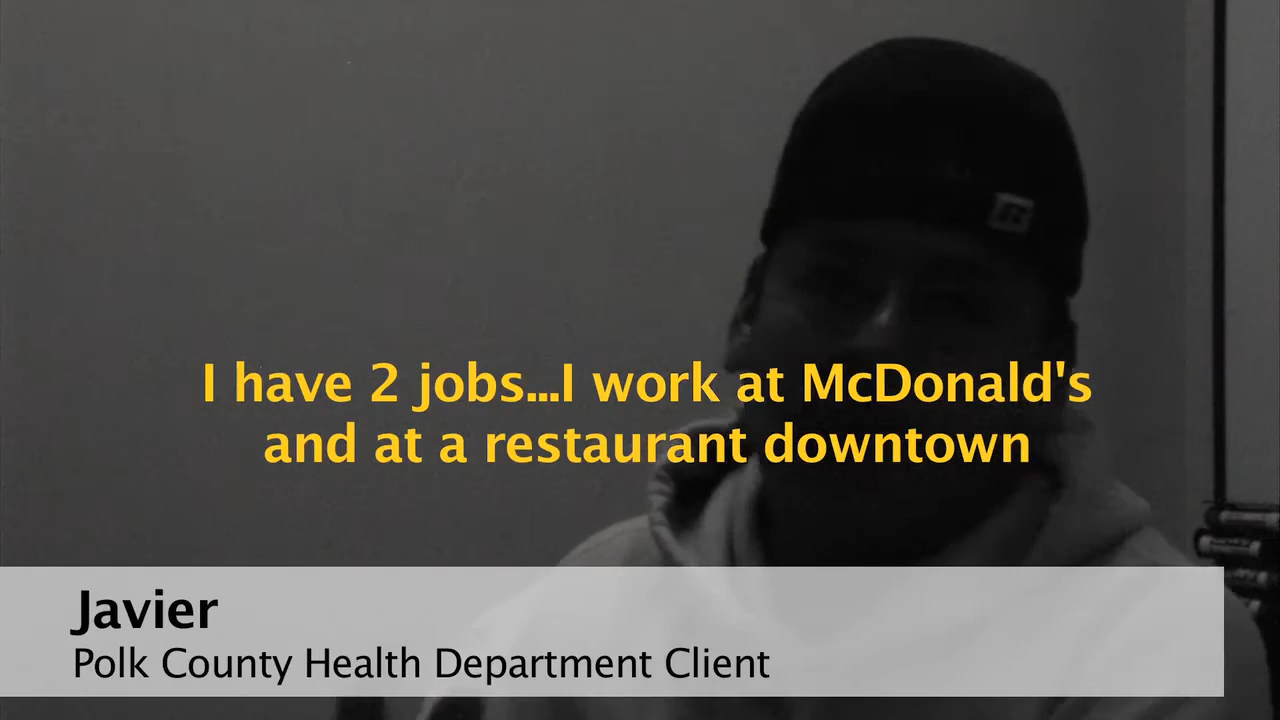 I have 2 jobs...I work at McDonald's
and at a restaurant downtown
Javier
Polk County Health Department Client